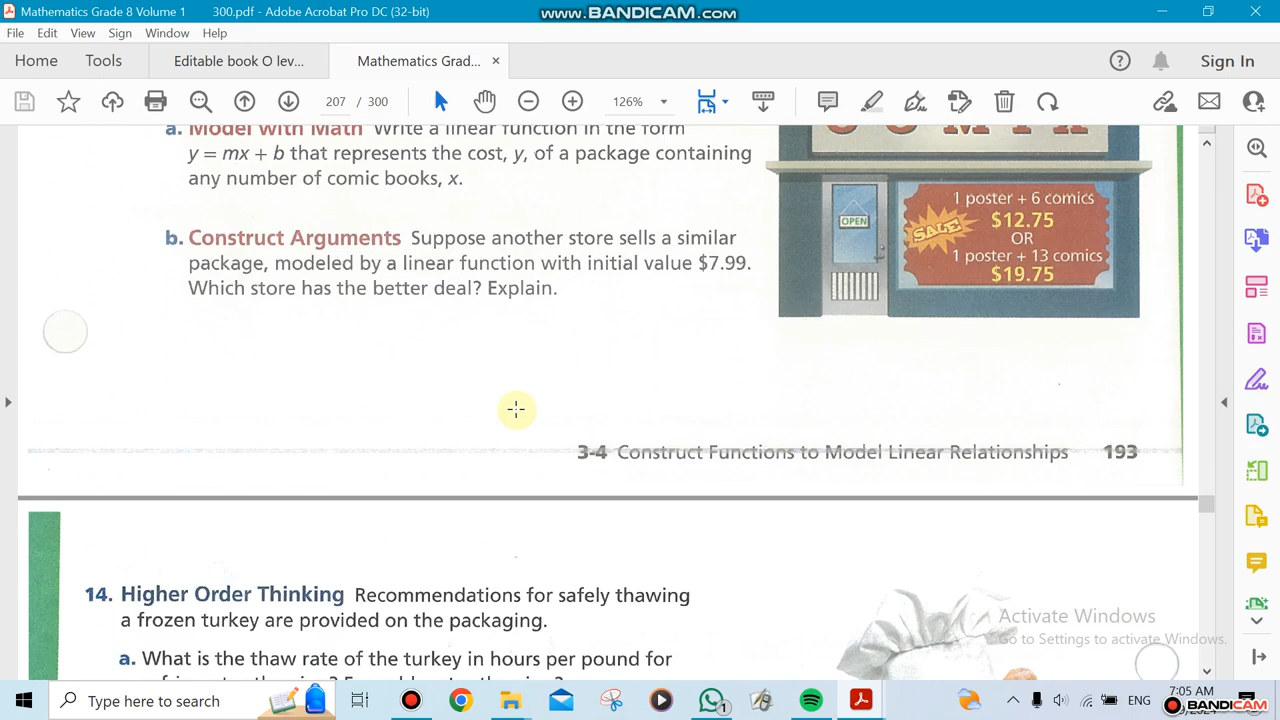 Mathematics Grade 8 Volume 1 300.pdf - Adobe Acrobat Pro DC (32-bit)
www.BANDICAM.com
File Edit View Sign Window Help
Home Tools Editable book O lev... Mathematics Grad... × Sign In
207 / 300 126%
a. Model with Math Write a linear function in the form
y = mx + b that represents the cost, y, of a package containing
any number of comic books, x.
b. Construct Arguments Suppose another store sells a similar
package, modeled by a linear function with initial value $7.99.
Which store has the better deal? Explain.
OPEN
SALE
1 poster + 6 comics
$12.75
OR
1 poster + 13 comics
$19.75
3-4 Construct Functions to Model Linear Relationships 193
14. Higher Order Thinking Recommendations for safely thawing
a frozen turkey are provided on the packaging.
a. What is the thaw rate of the turkey in hours per pound for
Activate Windows
Go to Settings to activate Windows.
Type here to search
1
ENG
7:05 AM
BANDICAM